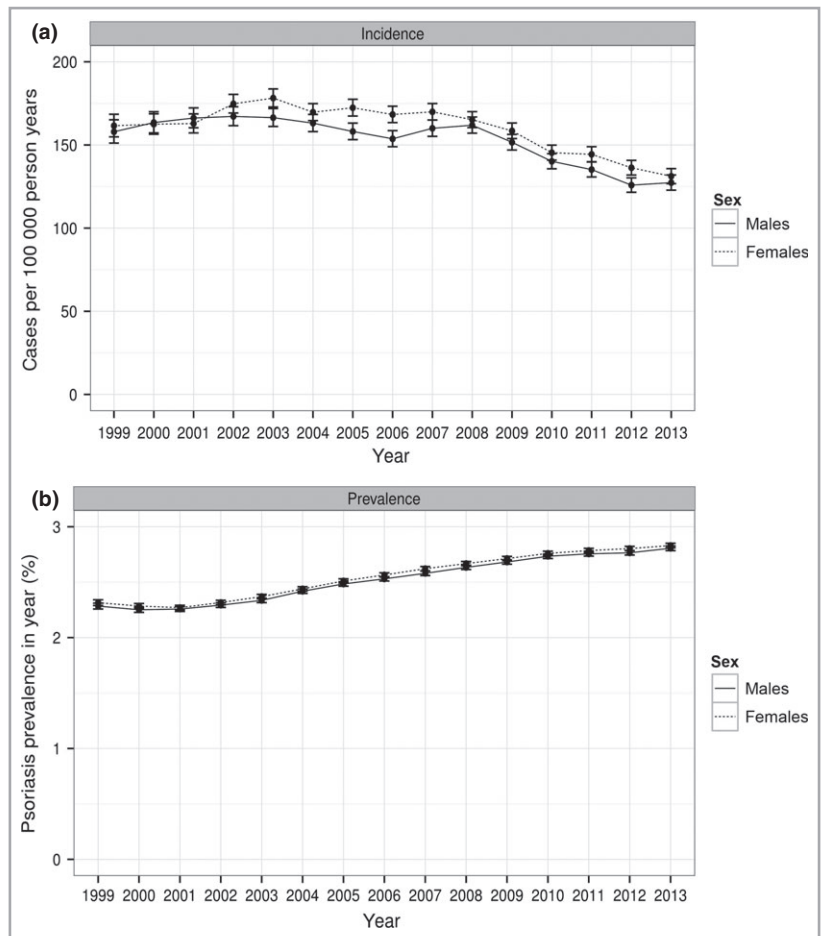 (a)
Incidence
Cases per 100 000 person years
200
150
100
50
0
1999 2000 2001 2002 2003 2004 2005 2006 2007 2008 2009 2010 2011 2012 2013
Year
Sex
Males
Females
(b)
Prevalence
Psoriasis prevalence in year (%)
3
2
1
0
1999 2000 2001 2002 2003 2004 2005 2006 2007 2008 2009 2010 2011 2012 2013
Year
Sex
Males
Females